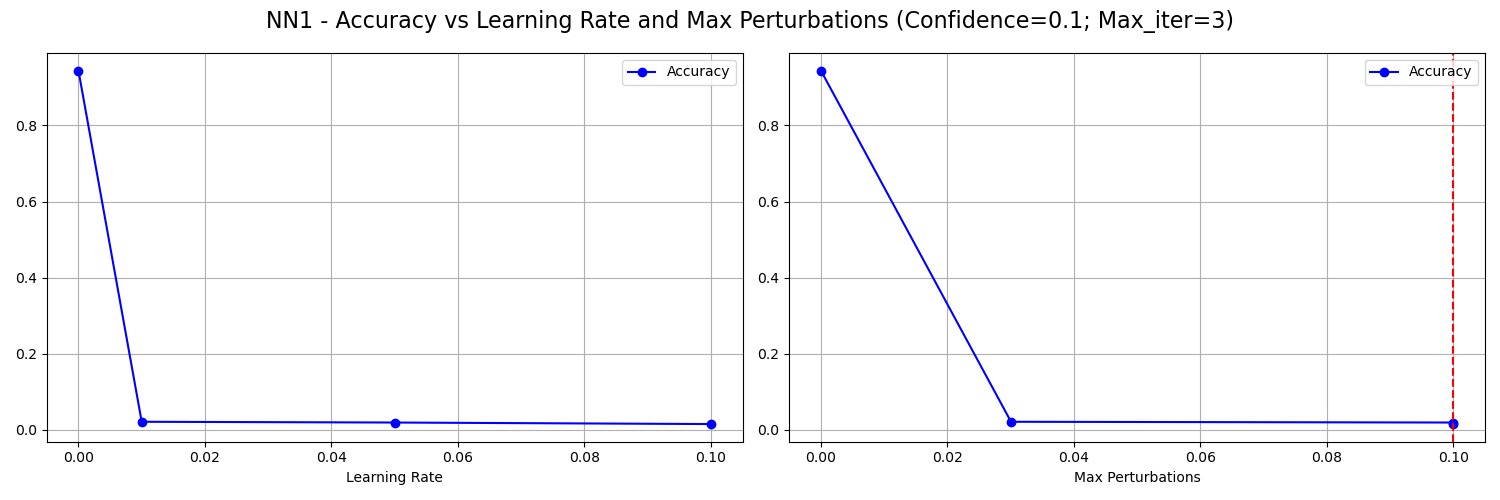 NN1 - Accuracy vs Learning Rate and Max Perturbations (Confidence=0.1; Max_iter=3)
Accuracy
0.8
0.6
0.4
0.2
0.0
0.00 0.02 0.04 0.06 0.08 0.10
Learning Rate
Accuracy
0.8
0.6
0.4
0.2
0.0
0.00 0.02 0.04 0.06 0.08 0.10
Max Perturbations